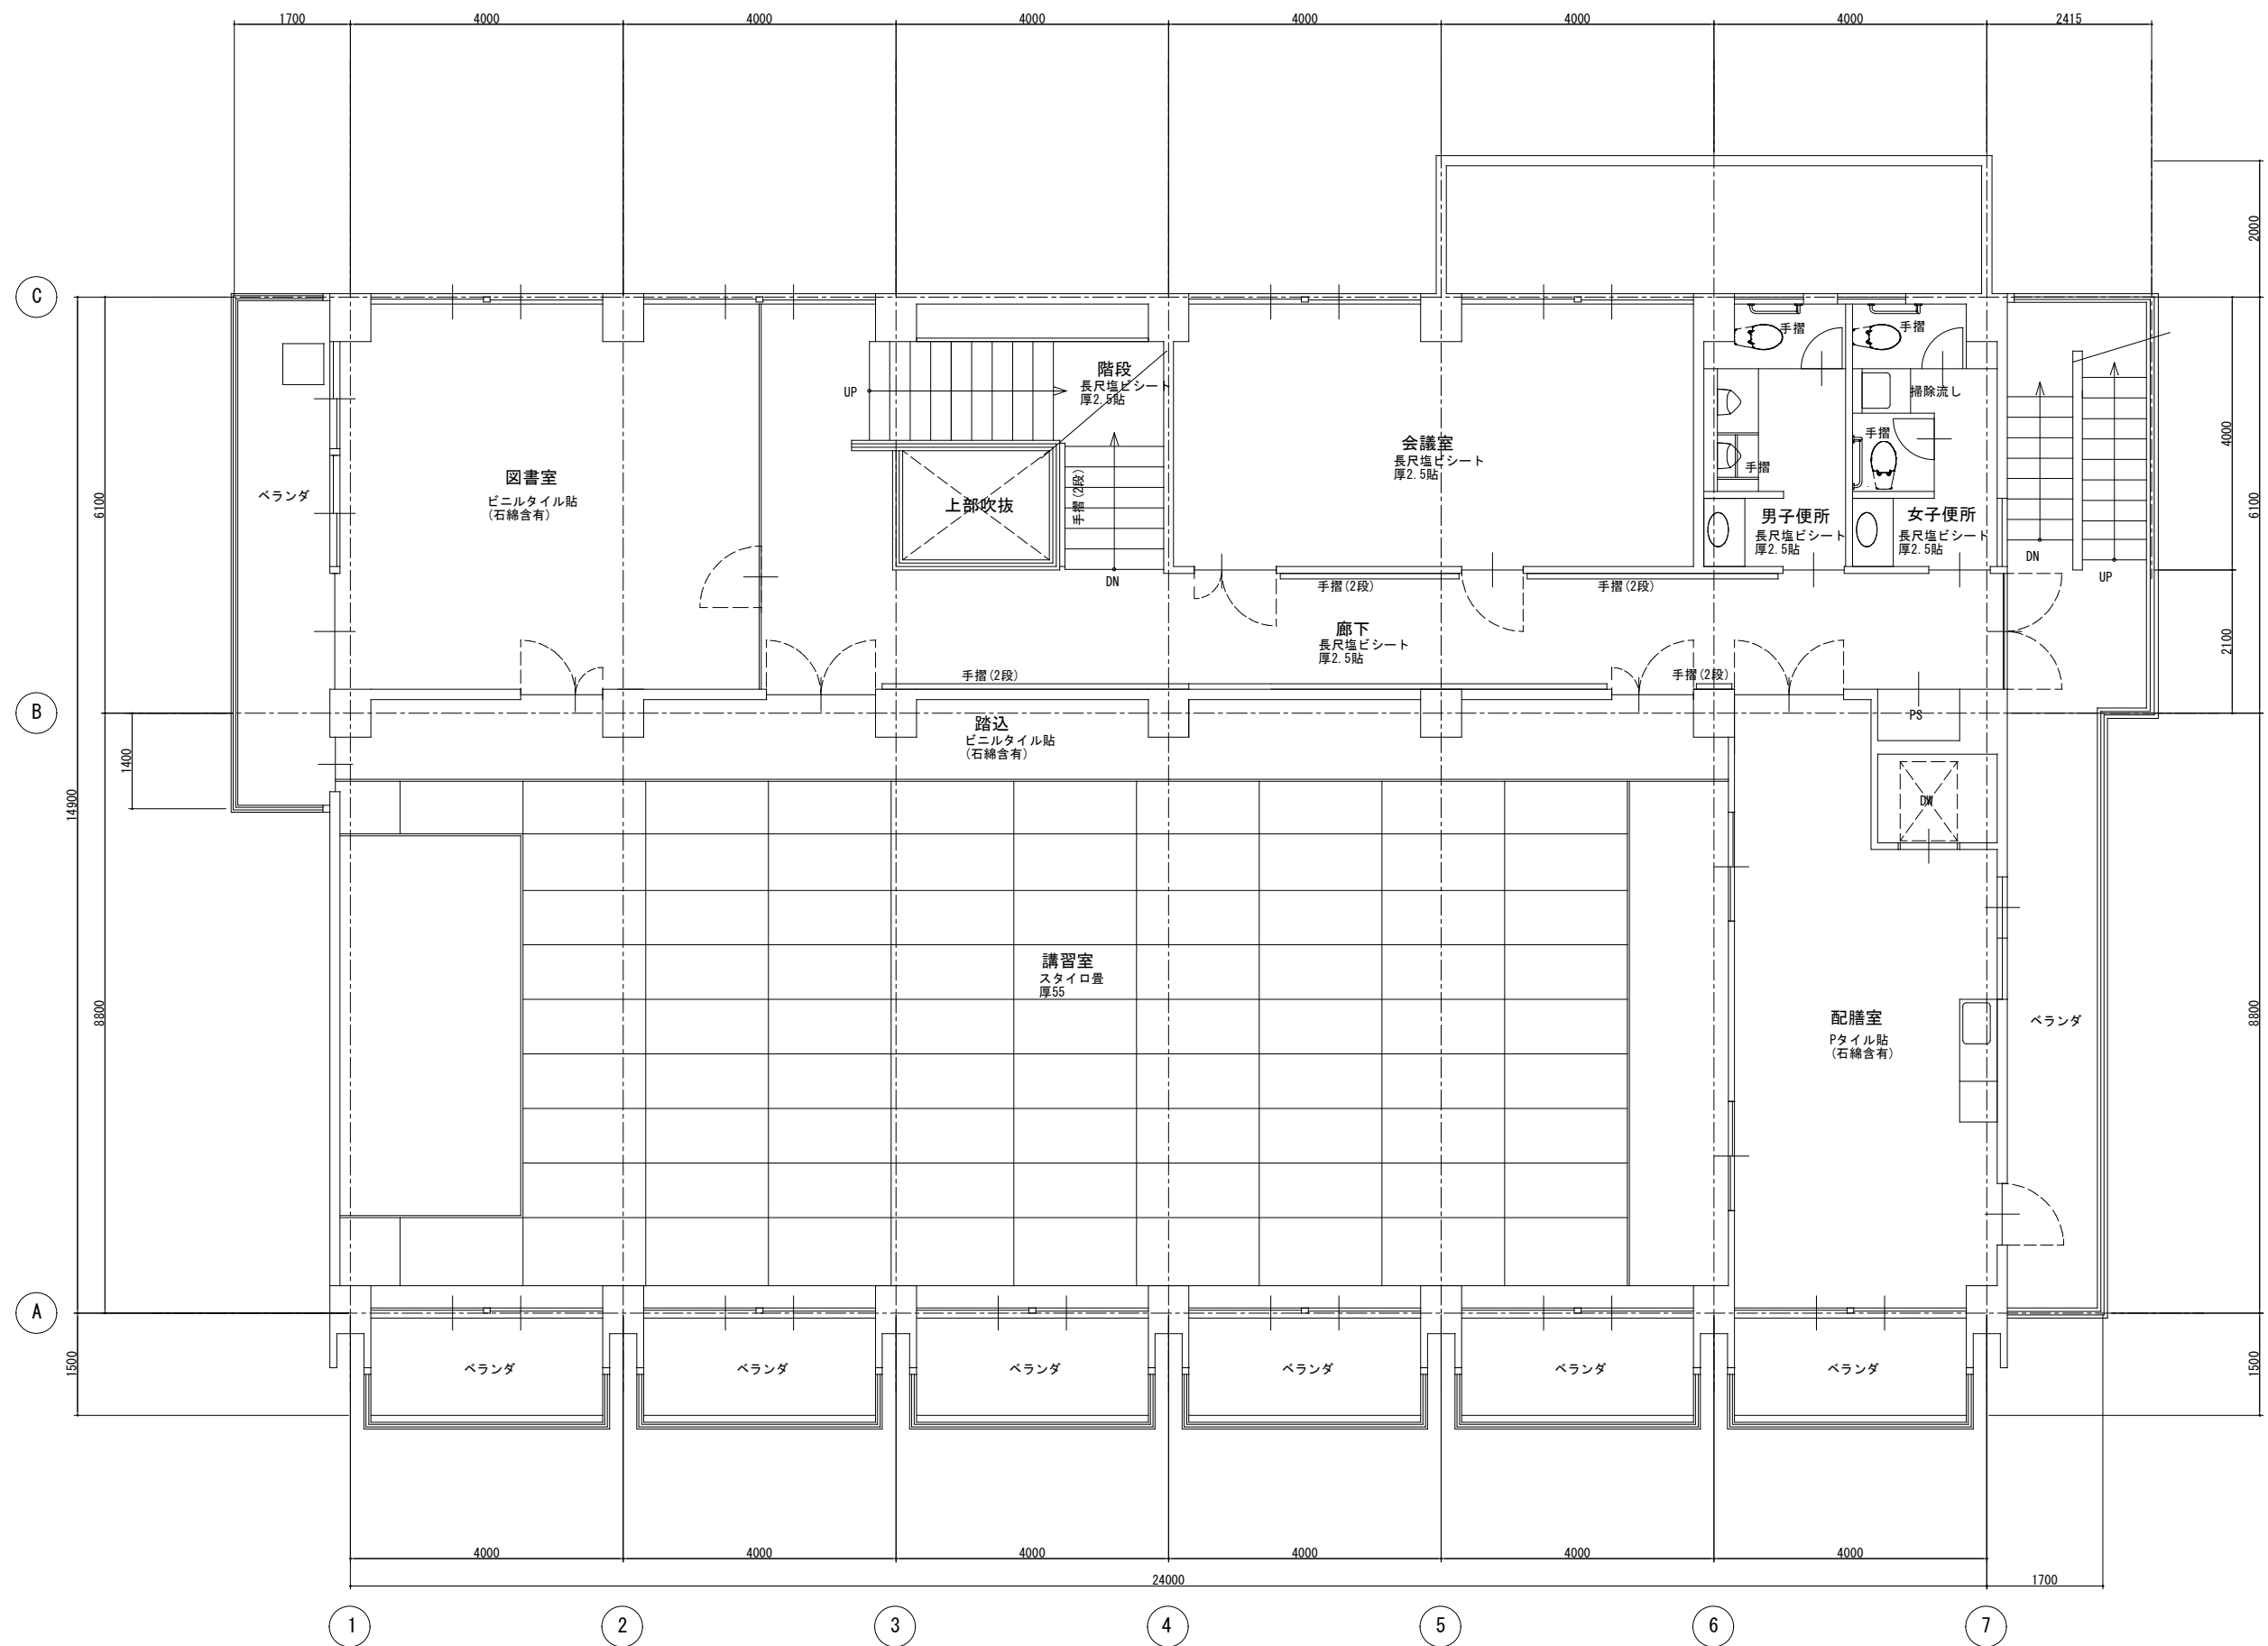 1700 4000 4000 4000 4000 4000 4000 2415
2000
C
手摺 手摺
階段
長尺塩ビシート
厚2.5貼
UP
掃除流し
手摺
手摺
会議室
長尺塩ビシート
厚2.5貼
4000
図書室
ビニルタイル貼
(石綿含有)
ベランダ
6100
上部吹抜
手摺(2段)
男子便所
長尺塩ビシート
厚2.5貼
女子便所
長尺塩ビシート
厚2.5貼
6100
DN
DN
UP
手摺(2段) 手摺(2段)
廊下
長尺塩ビシート
厚2.5貼
2100
手摺(2段) 手摺(2段)
B
踏込
ビニルタイル貼
(石綿含有)
PS
1400
14900
DW
講習室
スタイロ畳
厚55
8800
配膳室
Pタイル貼
(石綿含有)
ベランダ
8800
A
1500
ベランダ ベランダ ベランダ ベランダ ベランダ ベランダ
1500
4000 4000 4000 4000 4000 4000
24000 1700
1 2 3 4 5 6 7